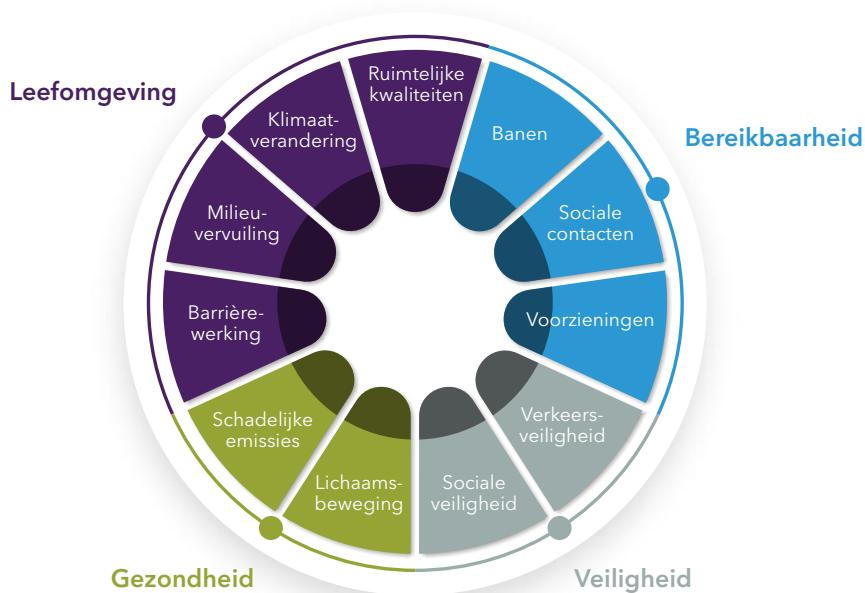 Leefomgeving
Ruimtelijke
kwaliteiten
Klimaat-
verandering
Banen
Bereikbaarheid
Milieu-
vervuiling
Sociale
contacten
Barrière-
werking
Voorzieningen
Schadelijke
emissies
Verkeers-
veiligheid
Lichaams-
beweging
Sociale
veiligheid
Gezondheid
Veiligheid